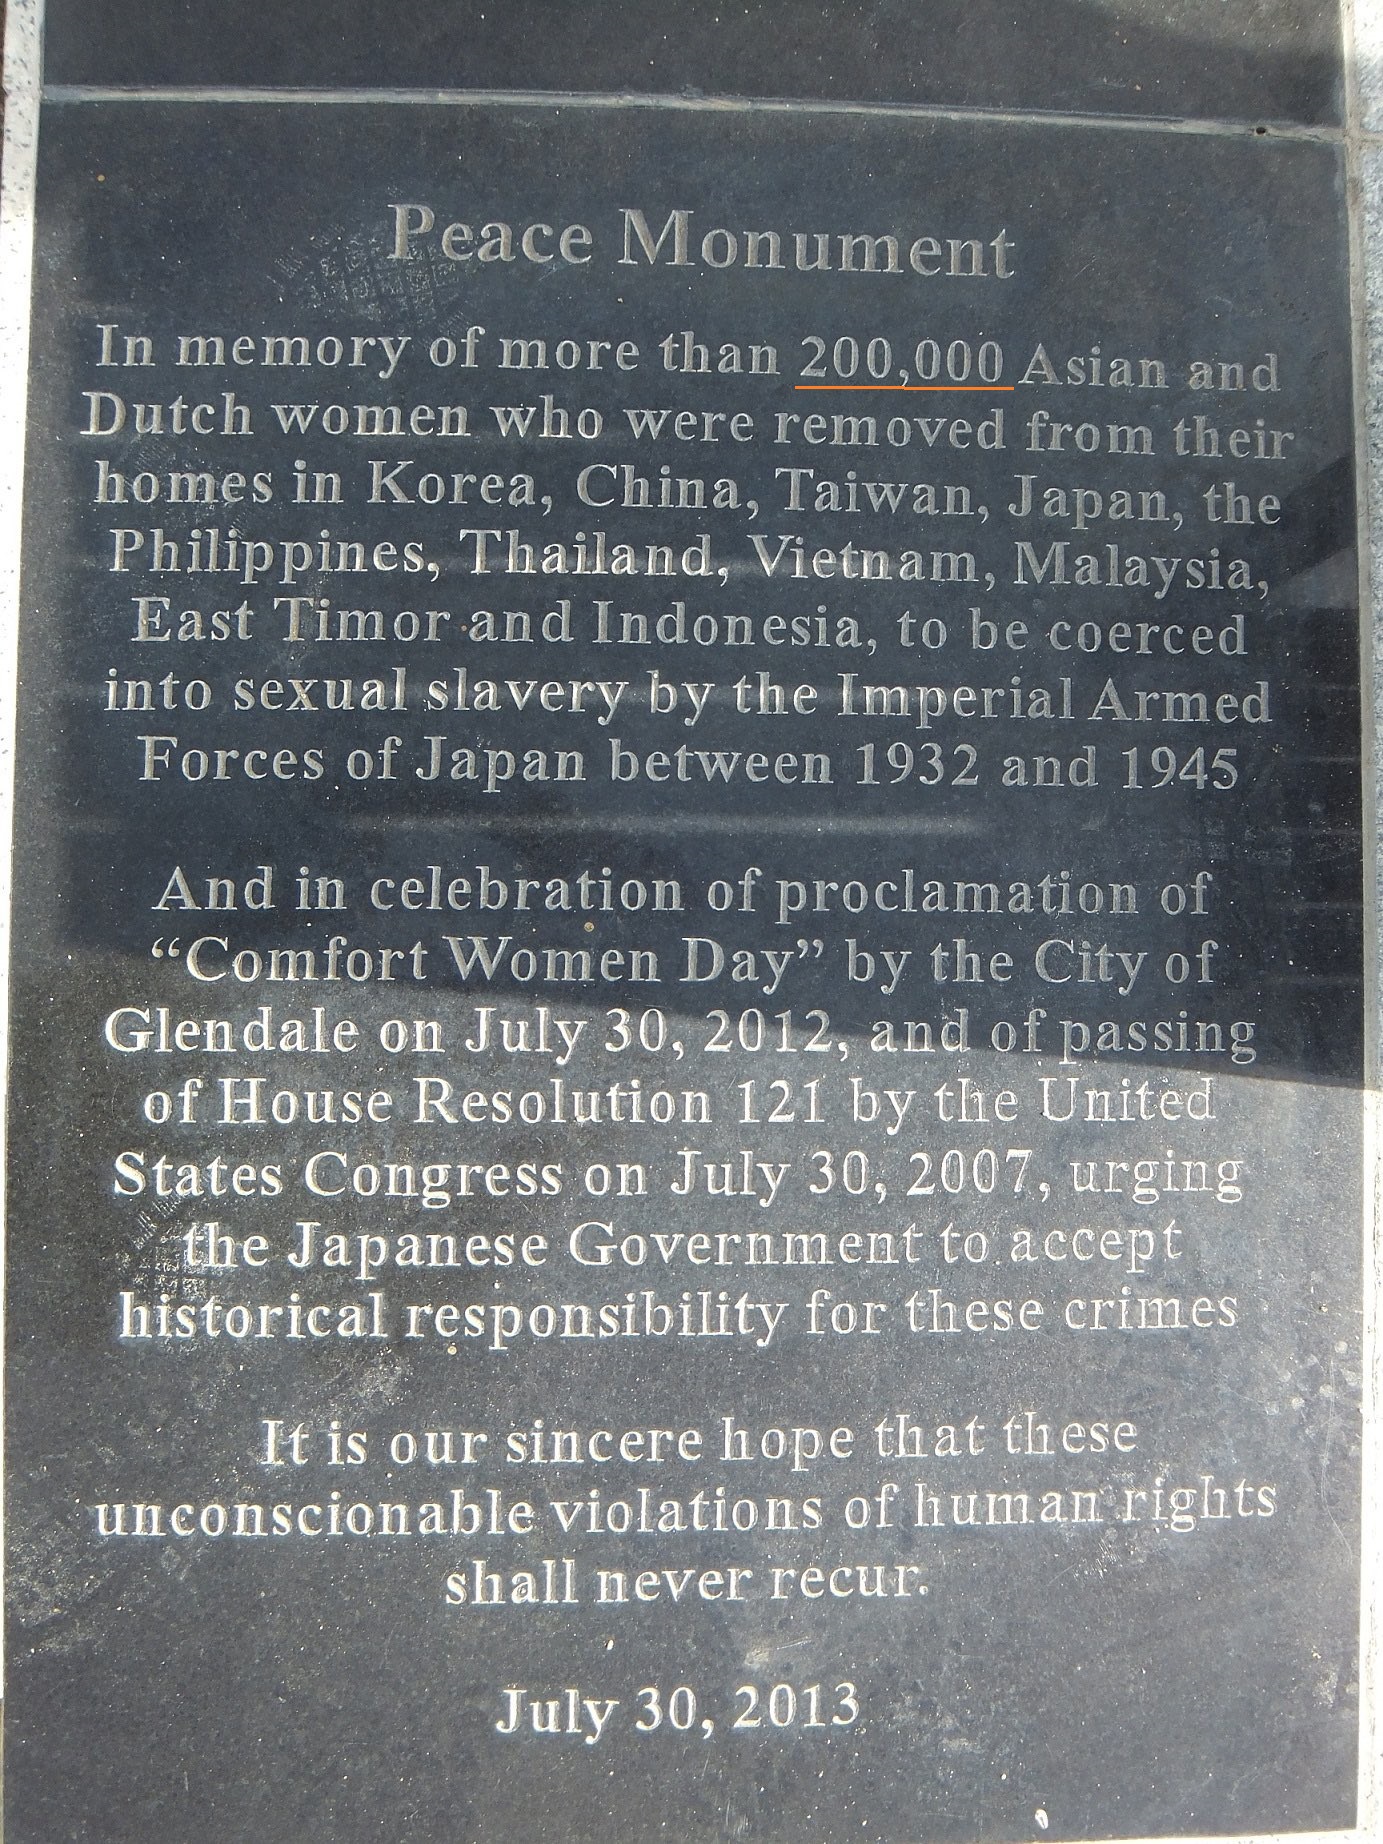 Peace Monument
In memory of more than 200,000 Asian and
Dutch women who were removed from their
homes in Korea, China, Taiwan, Japan, the
Philippines, Thailand, Vietnam, Malaysia,
East Timor and Indonesia, to be coerced
into sexual slavery by the Imperial Armed
Forces of Japan between 1932 and 1945
And in celebration of proclamation of
“Comfort Women Day” by the City of
Glendale on July 30, 2012, and of passing
of House Resolution 121 by the United
States Congress on July 30, 2007, urging
the Japanese Government to accept
historical responsibility for these crimes
It is our sincere hope that these
unconscionable violations of human rights
shall never recur.
July 30, 2013